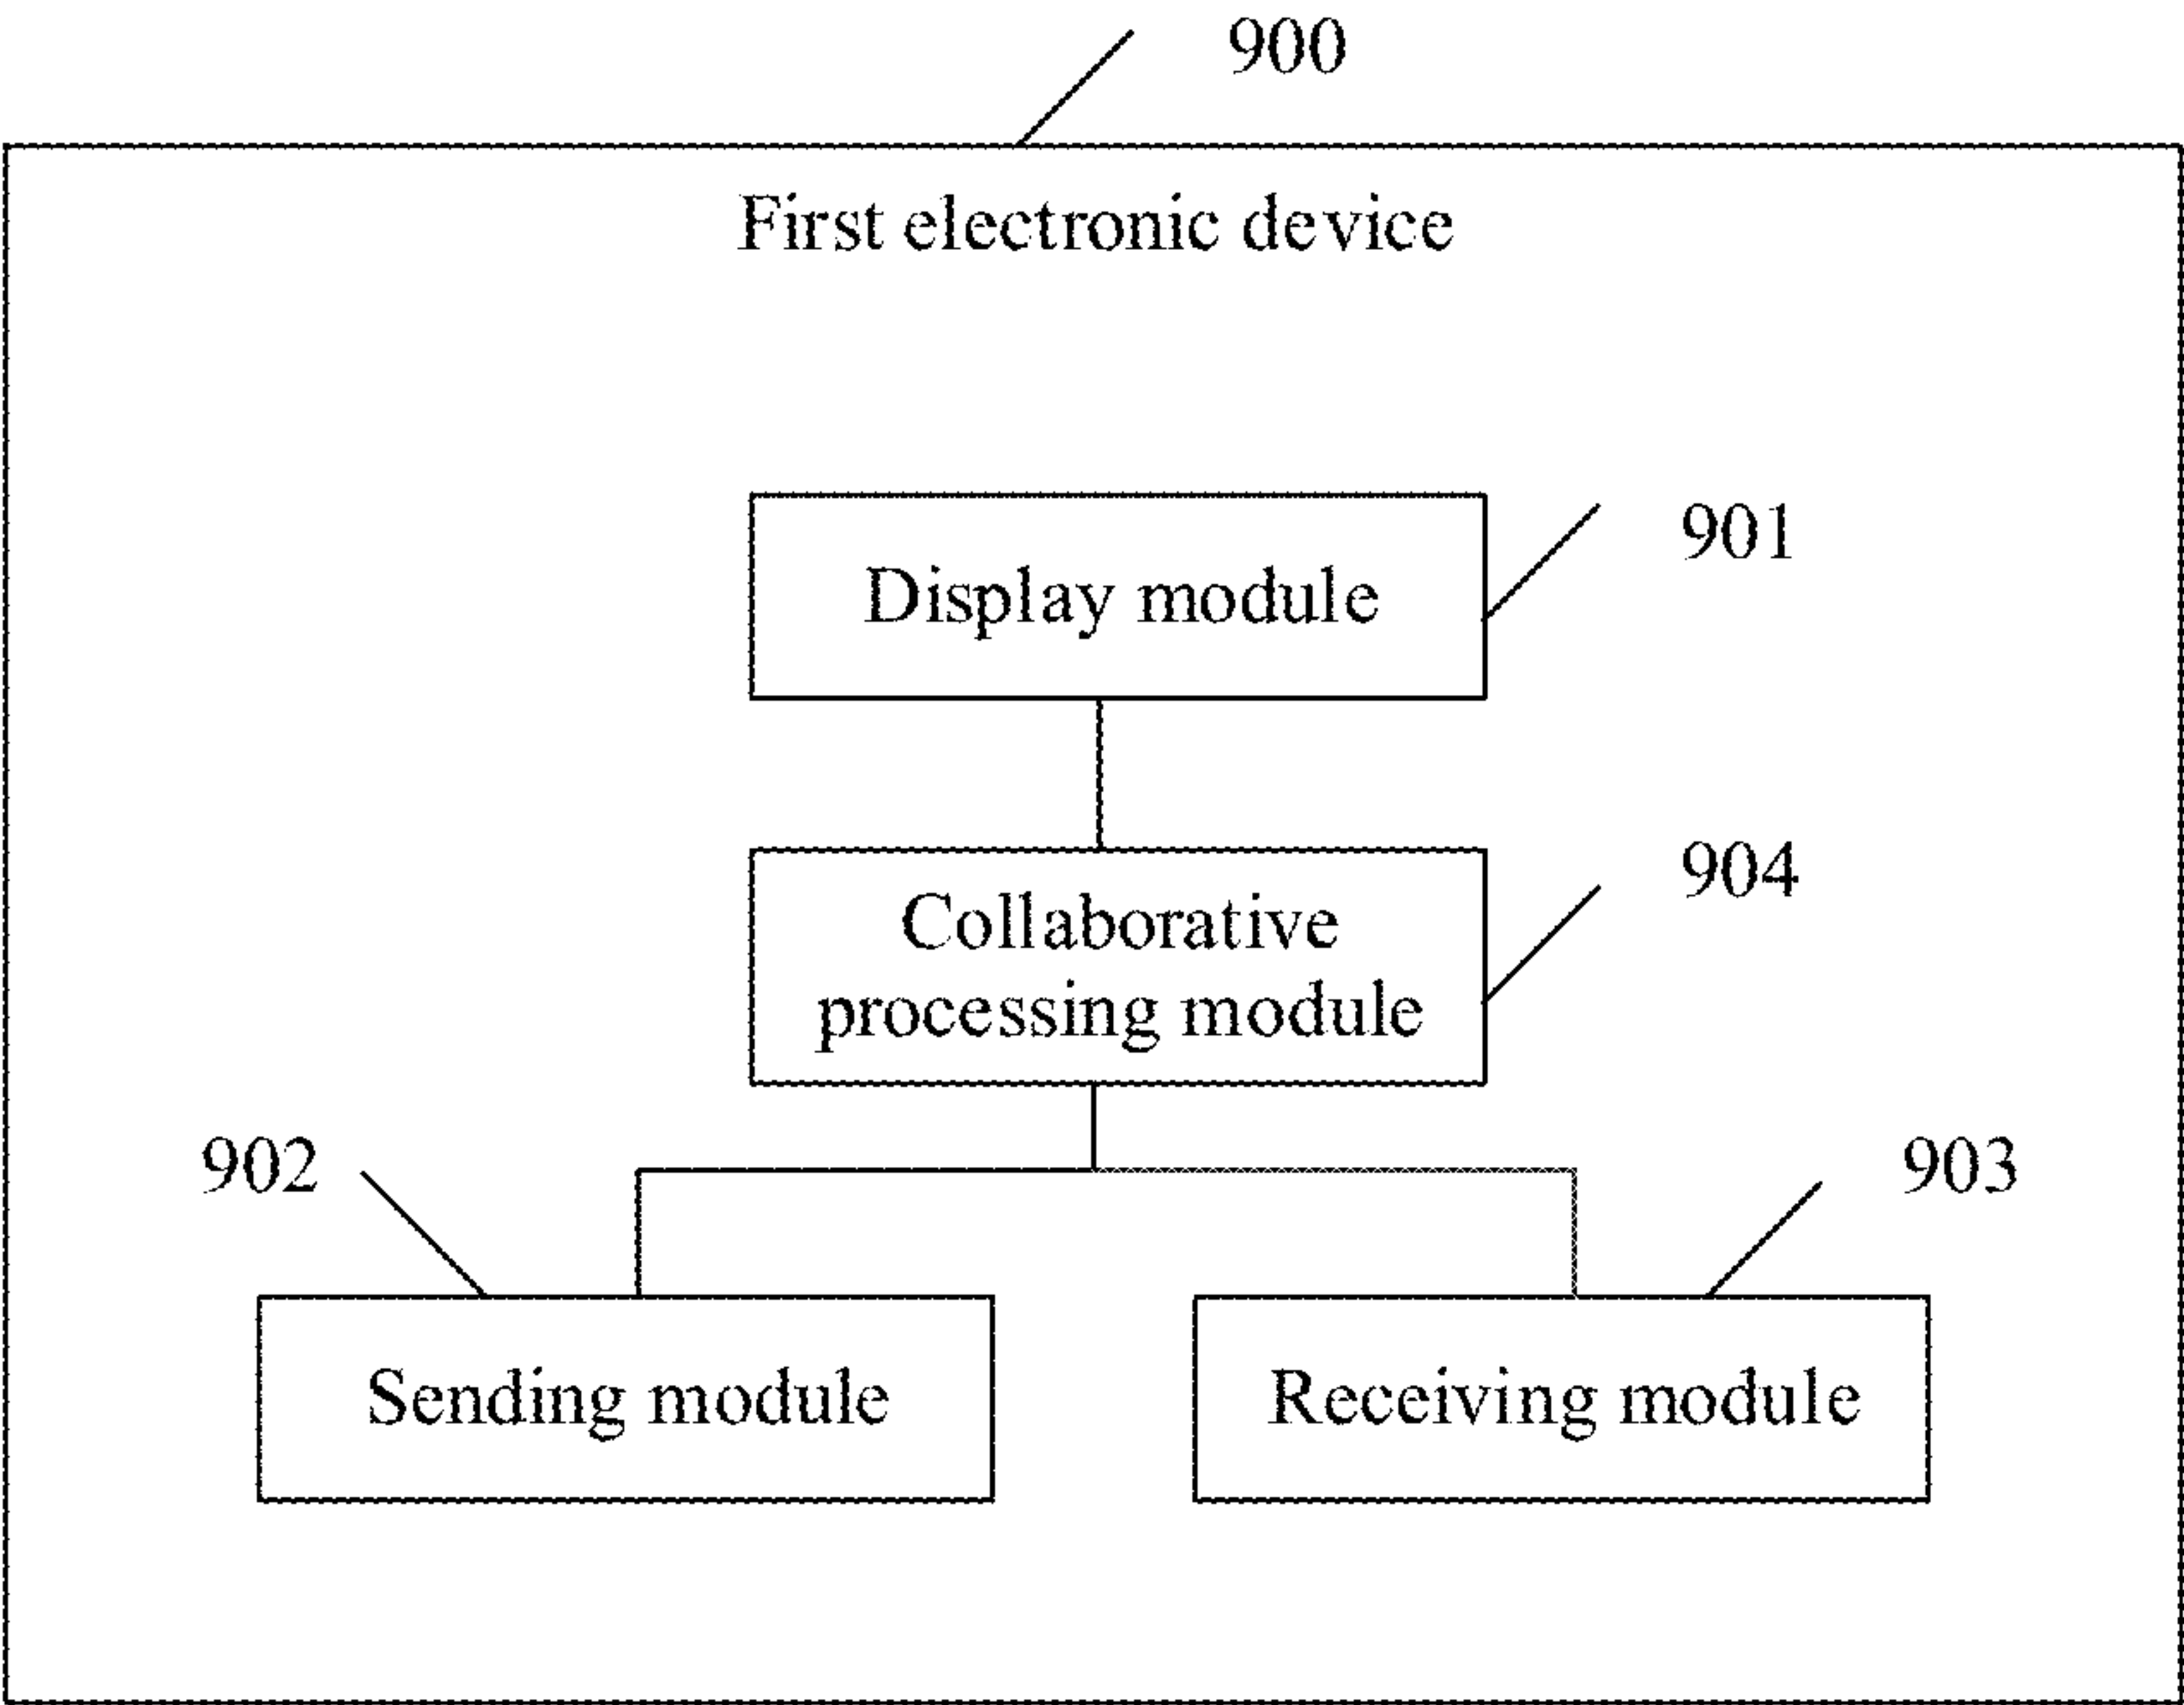 900
First electronic device
901
Display module
904
Collaborative
processing module
902
903
Sending module
Receiving module